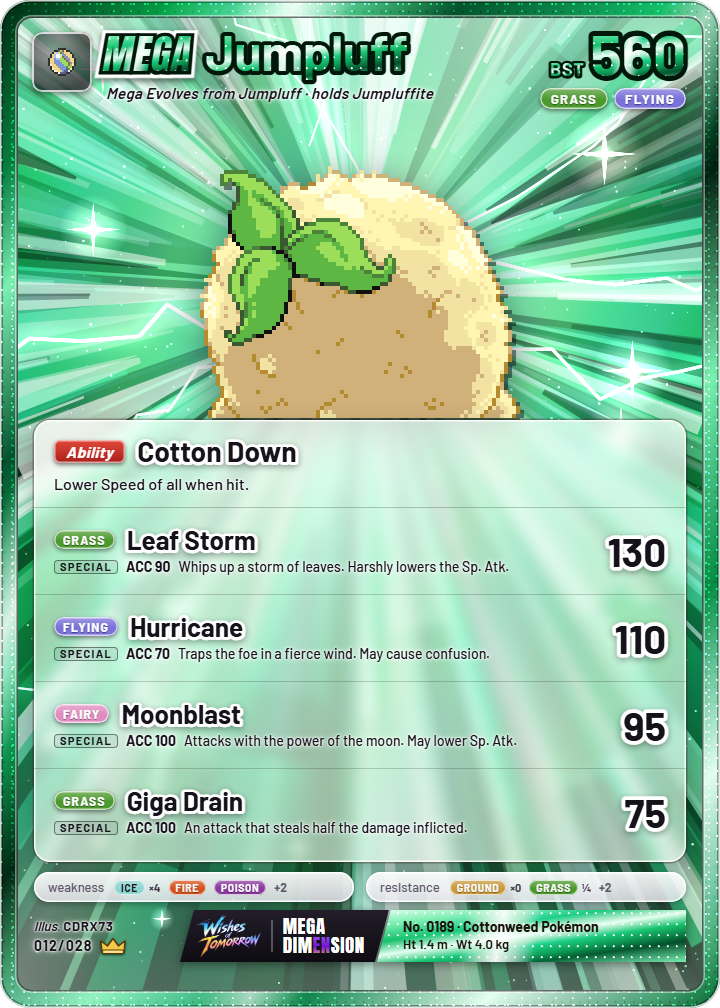 MEGA Jumpluff
BST 560
Mega Evolves from Jumpluff · holds Jumpluffite
GRASS FLYING
Ability Cotton Down
Lower Speed of all when hit.
GRASS Leaf Storm
130
SPECIAL ACC 90 Whips up a storm of leaves. Harshly lowers the Sp. Atk.
FLYING Hurricane
110
SPECIAL ACC 70 Traps the foe in a fierce wind. May cause confusion.
FAIRY Moonblast
95
SPECIAL ACC 100 Attacks with the power of the moon. May lower Sp. Atk.
GRASS Giga Drain
75
SPECIAL ACC 100 An attack that steals half the damage inflicted.
weakness ICE ×4 FIRE POISON +2
resistance GROUND ×0 GRASS ¼ +2
Illus. CDRX73
012/028
Wishes of Tomorrow
MEGA DIMENSION
No. 0189 · Cottonweed Pokémon
Ht 1.4 m · Wt 4.0 kg